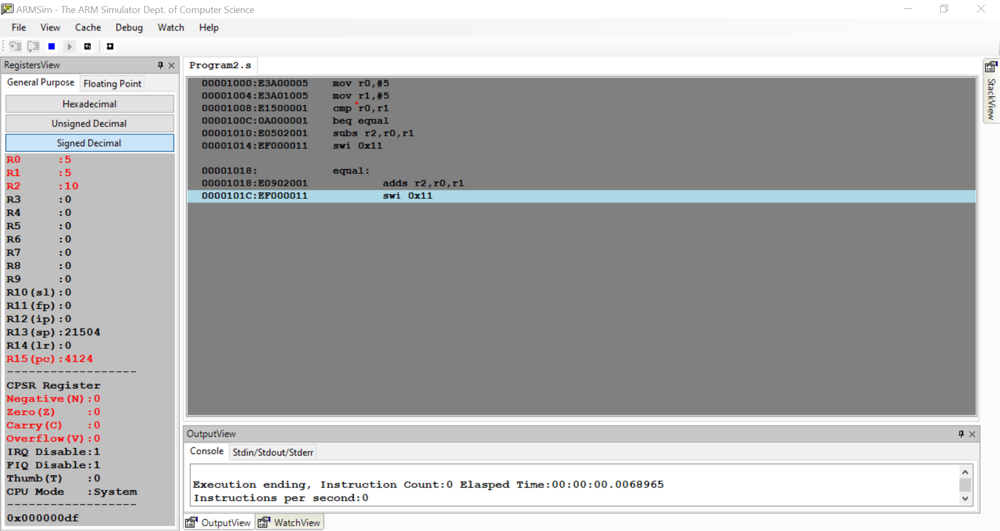 ARMSim - The ARM Simulator Dept. of Computer Science
File View Cache Debug Watch Help
RegistersView
General Purpose Floating Point
Hexadecimal
Unsigned Decimal
Signed Decimal
R0 :5
R1 :5
R2 :10
R3 :0
R4 :0
R5 :0
R6 :0
R7 :0
R8 :0
R9 :0
R10(sl):0
R11(fp):0
R12(ip):0
R13(sp):21504
R14(lr):0
R15(pc):4124
-------------------
CPSR Register
Negative(N):0
Zero(Z) :0
Carry(C) :0
Overflow(V):0
IRQ Disable:1
FIQ Disable:1
Thumb(T) :0
CPU Mode :System
-------------------
0x000000df
Program2.s
00001000:E3A00005 mov r0,#5
00001004:E3A01005 mov r1,#5
00001008:E1500001 cmp r0,r1
0000100C:0A000001 beq equal
00001010:E0502001 subs r2,r0,r1
00001014:EF000011 swi 0x11
00001018: equal:
00001018:E0902001 adds r2,r0,r1
0000101C:EF000011 swi 0x11
StackView
OutputView
Console Stdin/Stdout/Stderr
Execution ending, Instruction Count:0 Elasped Time:00:00:00.0068965
Instructions per second:0
OutputView WatchView